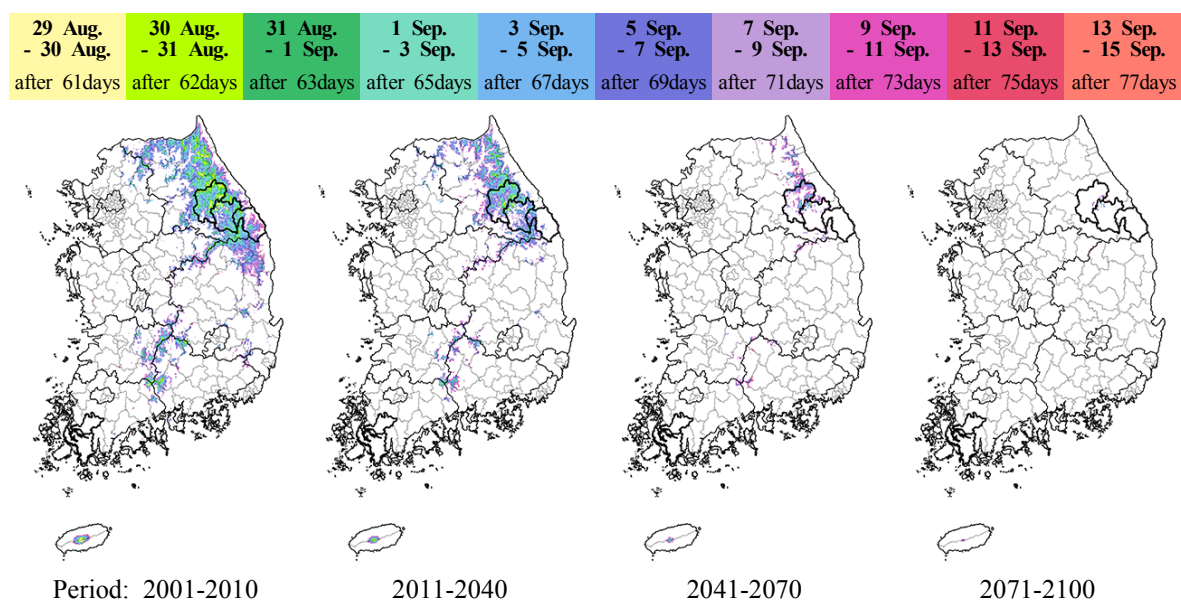 29 Aug. 30 Aug. 31 Aug. 1 Sep. 3 Sep. 5 Sep. 7 Sep. 9 Sep. 11 Sep. 13 Sep.
- 30 Aug. - 31 Aug. - 1 Sep. - 3 Sep. - 5 Sep. - 7 Sep. - 9 Sep. - 11 Sep. - 13 Sep. - 15 Sep.
after 61days after 62days after 63days after 65days after 67days after 69days after 71days after 73days after 75days after 77days
Period: 2001-2010 2011-2040 2041-2070 2071-2100